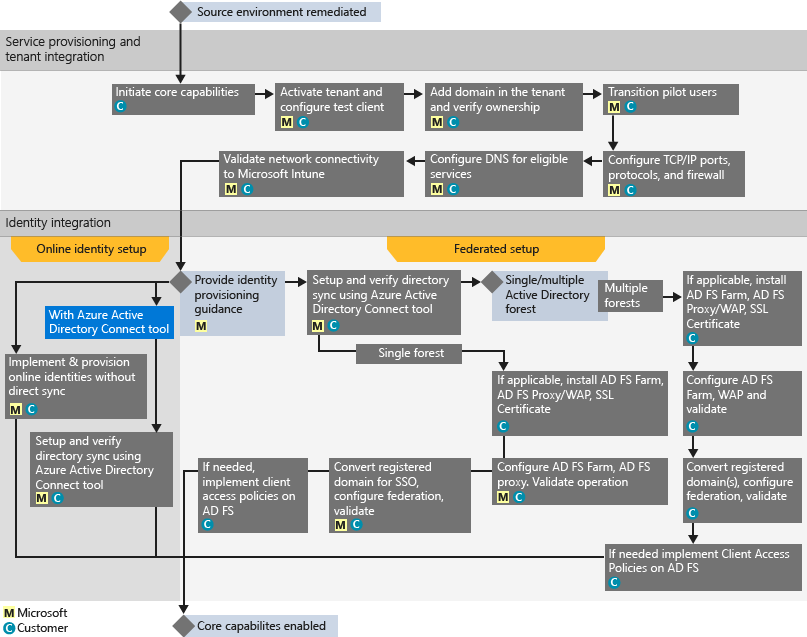 Source environment remediated
Service provisioning and
tenant integration
Initiate core capabilities
C
Activate tenant and
configure test client
M C
Add domain in the tenant
and verify ownership
M C
Transition pilot users
M C
Validate network connectivity
to Microsoft Intune
M C
Configure DNS for eligible
services
M C
Configure TCP/IP ports,
protocols, and firewall
M C
Identity integration
Online identity setup
Federated setup
Provide identity
provisioning
guidance
M
Setup and verify directory
sync using Azure Active
Directory Connect tool
M C
Single/multiple
Active Directory
forest
Multiple
forests
If applicable, install
AD FS Farm, AD FS
Proxy/WAP, SSL
Certificate
C
With Azure Active
Directory Connect tool
Single forest
Implement & provision
online identities without
direct sync
M C
If applicable, install AD FS Farm,
AD FS Proxy/WAP, SSL
Certificate
C
Configure AD FS
Farm, WAP and
validate
C
Setup and verify
directory sync using
Azure Active Directory
Connect tool
M C
If needed,
implement client
access policies on
AD FS
C
Convert registered
domain for SSO,
configure federation,
validate
M C
Configure AD FS Farm, AD FS
proxy. Validate operation
M C
Convert registered
domain(s), configure
federation, validate
C
If needed implement Client Access
Policies on AD FS
C
M Microsoft
C Customer
Core capabilites enabled